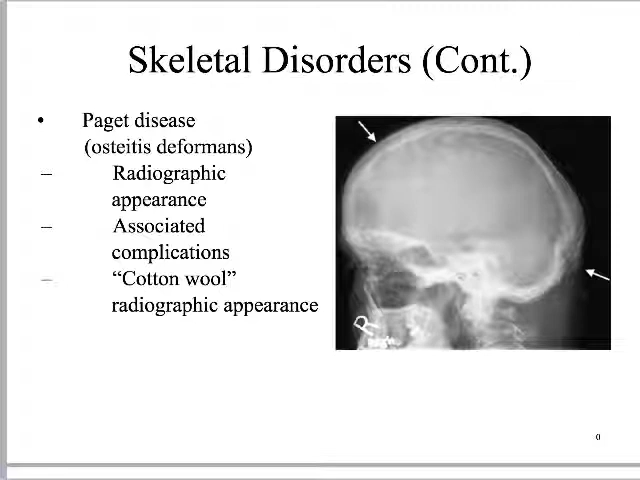 Skeletal Disorders (Cont.)
• Paget disease
(osteitis deformans)
– Radiographic
appearance
– Associated
complications
– “Cotton wool”
radiographic appearance
R
0